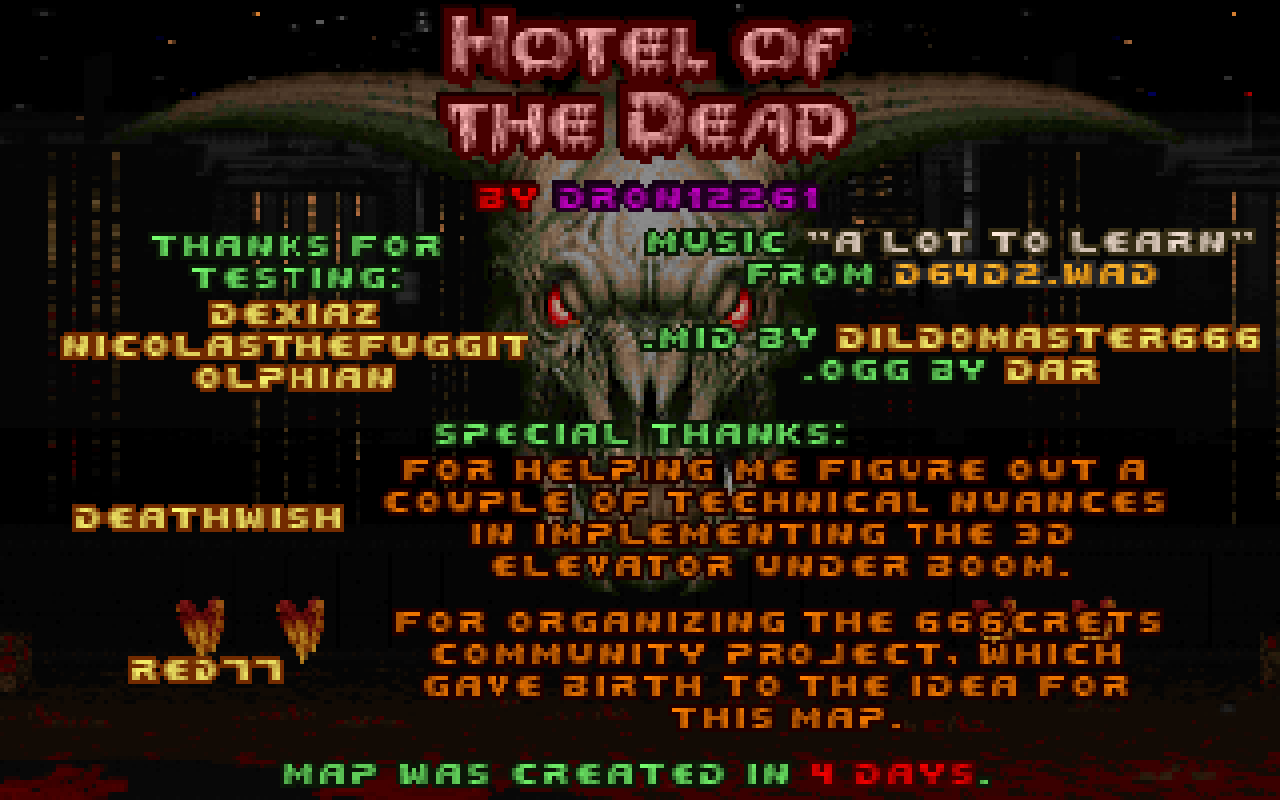 HOTEL OF
THE DEAD
BY DRON12261
THANKS FOR
TESTING:
DEXIAZ
NICOLASTHEFUGGIT
OLPHIAN
MUSIC "A LOT TO LEARN"
FROM D64D2.WAD
.MID BY DILDOMASTER666
.OGG BY DAR
SPECIAL THANKS:
DEATHWISH
FOR HELPING ME FIGURE OUT A
COUPLE OF TECHNICAL NUANCES
IN IMPLEMENTING THE 3D
ELEVATOR UNDER BOOM.
RED77
FOR ORGANIZING THE 666CRETS
COMMUNITY PROJECT, WHICH
GAVE BIRTH TO THE IDEA FOR
THIS MAP.
MAP WAS CREATED IN 4 DAYS.